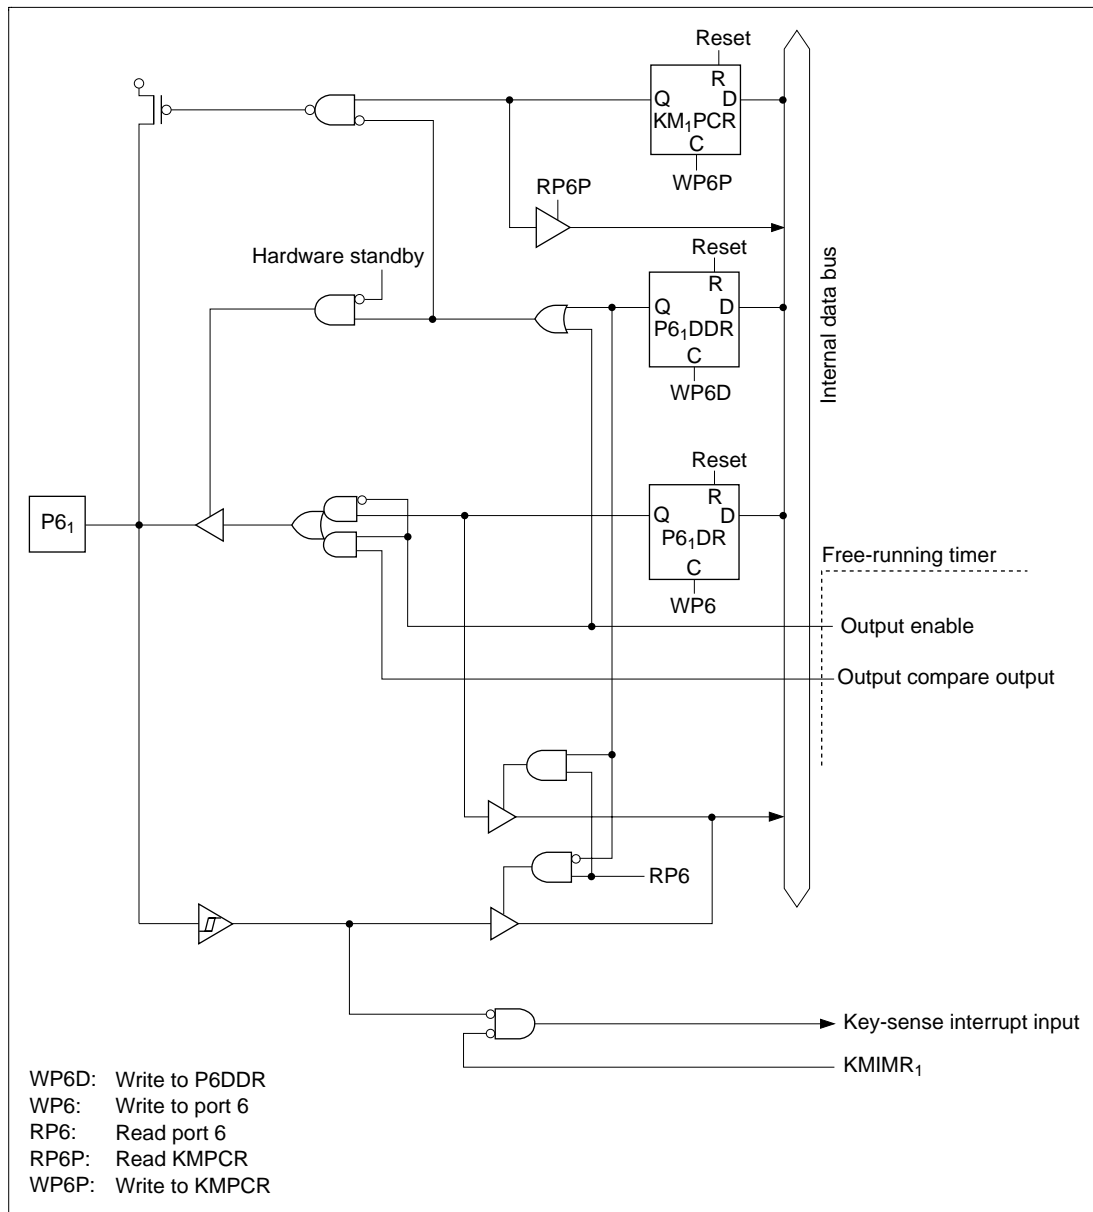 Reset
R
Q D
KM₁PCR
C
WP6P
RP6P
Hardware standby
Reset
R
Q D
P6₁DDR
C
WP6D
Internal data bus
Reset
R
Q D
P6₁DR
C
WP6
P6₁
Free-running timer
Output enable
Output compare output
RP6
Key-sense interrupt input
KMIMR₁
WP6D: Write to P6DDR
WP6: Write to port 6
RP6: Read port 6
RP6P: Read KMPCR
WP6P: Write to KMPCR